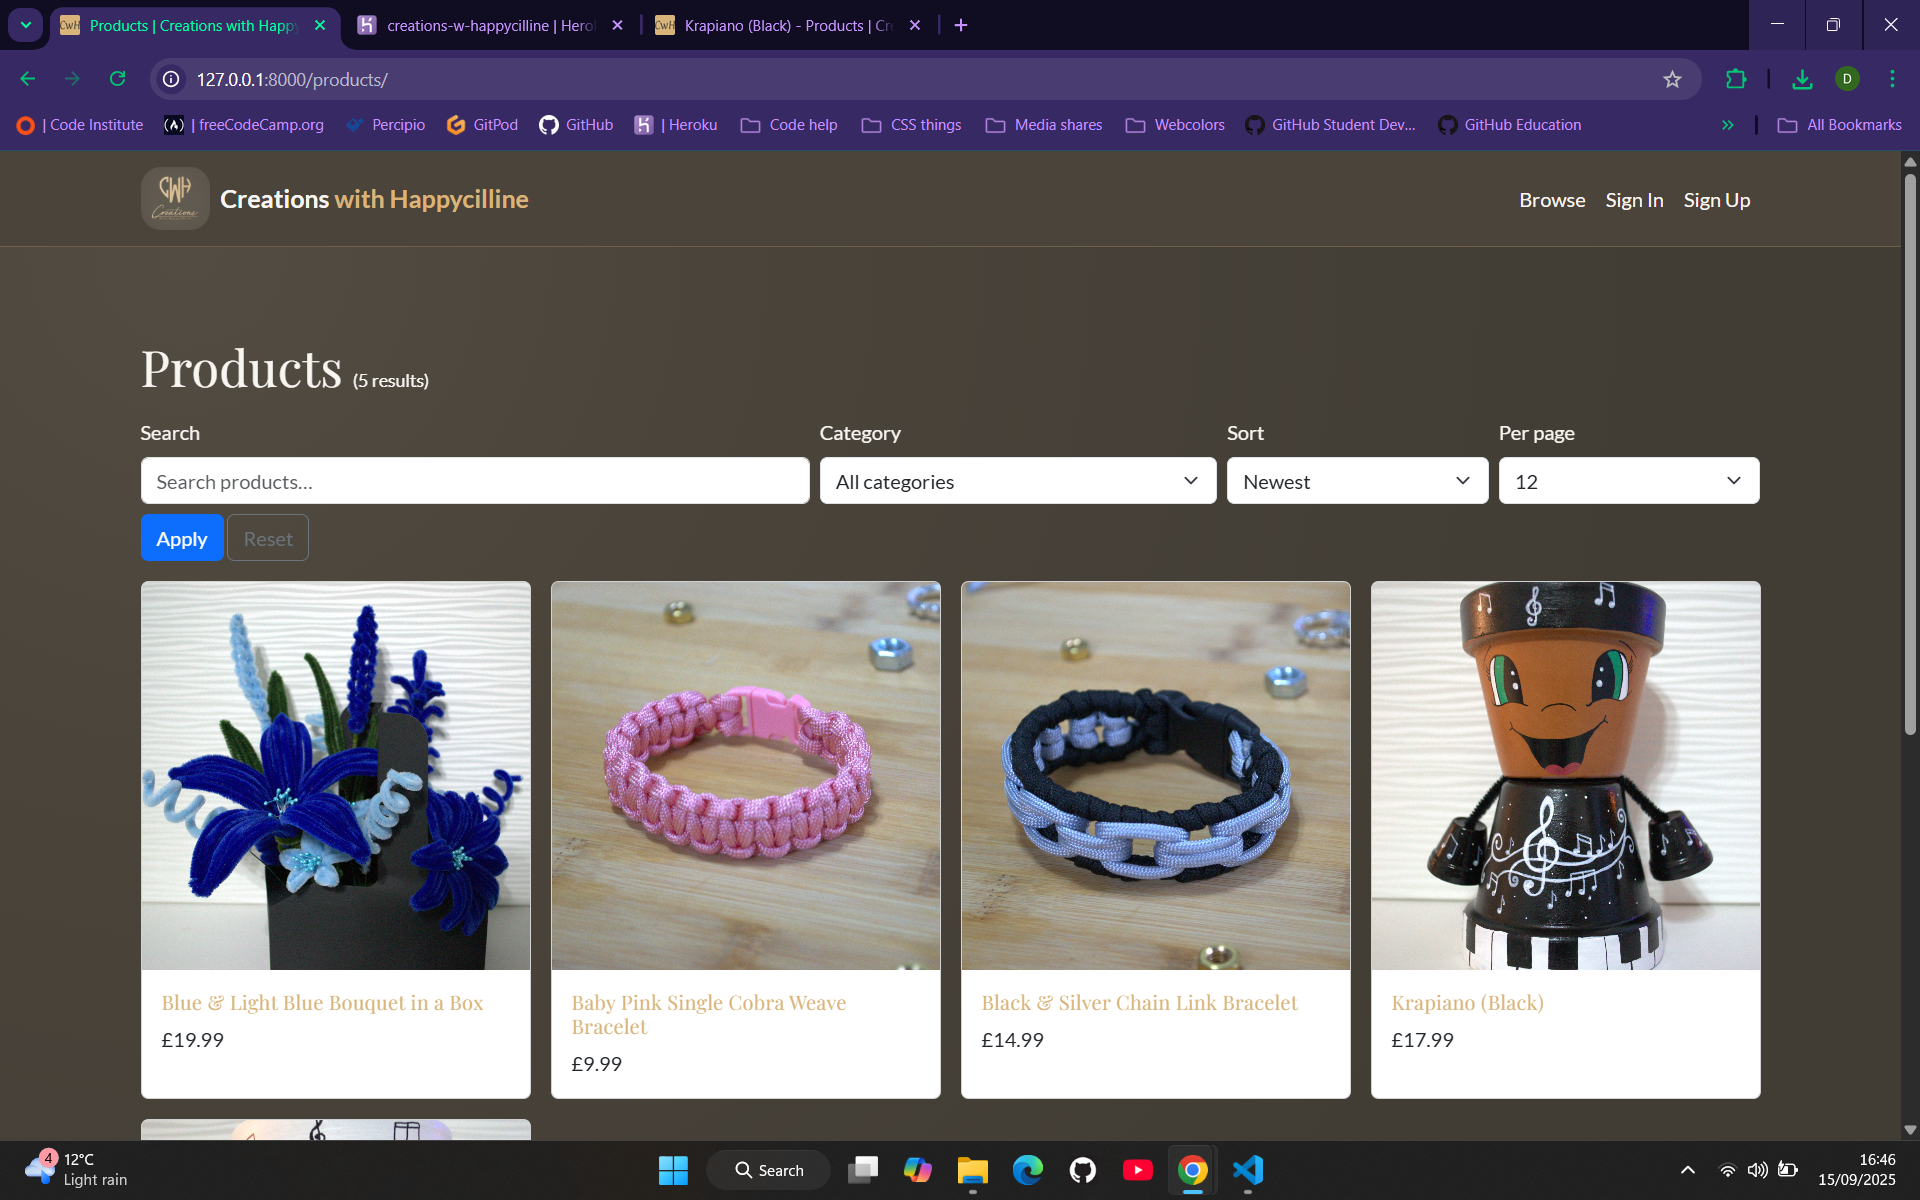 Products | Creations with Happ
creations-w-happycilline | Hero
Krapiano (Black) - Products | Cr
127.0.0.1:8000/products/
D
| Code Institute
| freeCodeCamp.org
Percipio
GitPod
GitHub
| Heroku
Code help
CSS things
Media shares
Webcolors
GitHub Student Dev...
GitHub Education
All Bookmarks
CWH
Creations
Creations with Happycilline
Browse
Sign In
Sign Up
Products (5 results)
Search
Category
Sort
Per page
Search products...
All categories
Newest
12
Apply
Reset
Blue & Light Blue Bouquet in a Box
£19.99
Baby Pink Single Cobra Weave
Bracelet
£9.99
Black & Silver Chain Link Bracelet
£14.99
Krapiano (Black)
£17.99
4
12°C
Light rain
Search
16:46
15/09/2025